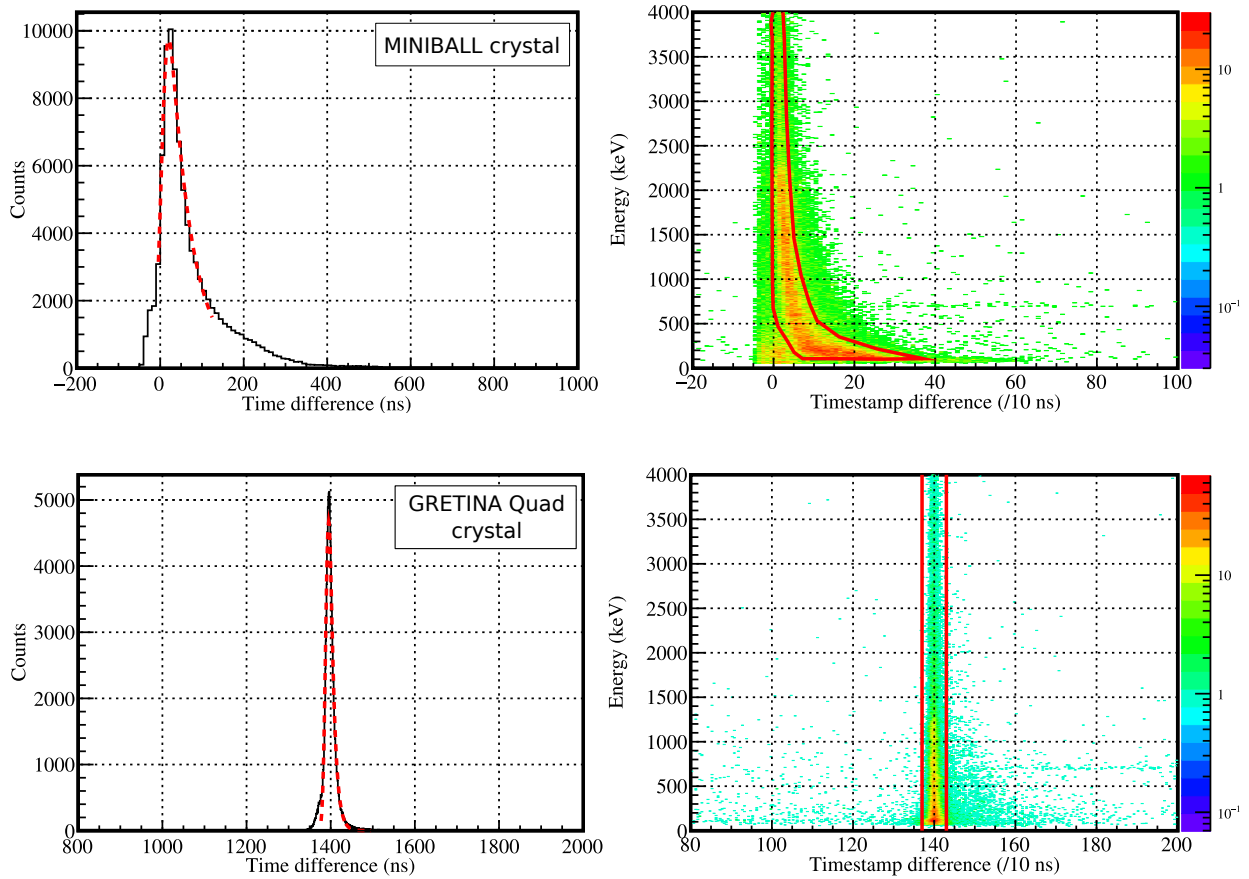 10000
8000
6000
4000
2000
0
Counts
MINIBALL crystal
−200 0 200 400 600 800 1000
Time difference (ns)
4000
3500
3000
2500
2000
1500
1000
500
0
Energy (keV)
−20 0 20 40 60 80 100
Timestamp difference (/10 ns)
10
1
10⁻¹
5000
4000
3000
2000
1000
0
Counts
GRETINA Quad
crystal
800 1000 1200 1400 1600 1800 2000
Time difference (ns)
4000
3500
3000
2500
2000
1500
1000
500
0
Energy (keV)
80 100 120 140 160 180 200
Timestamp difference (/10 ns)
10
1
10⁻¹